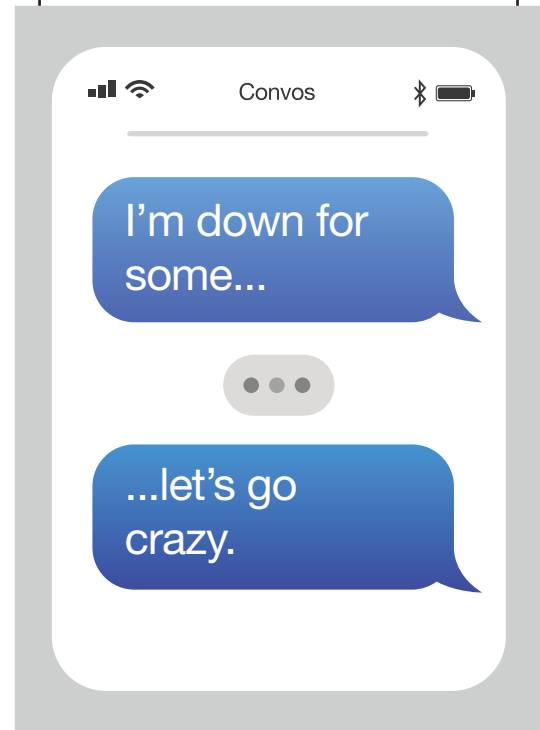 Convos
I’m down for
some...
...let’s go
crazy.